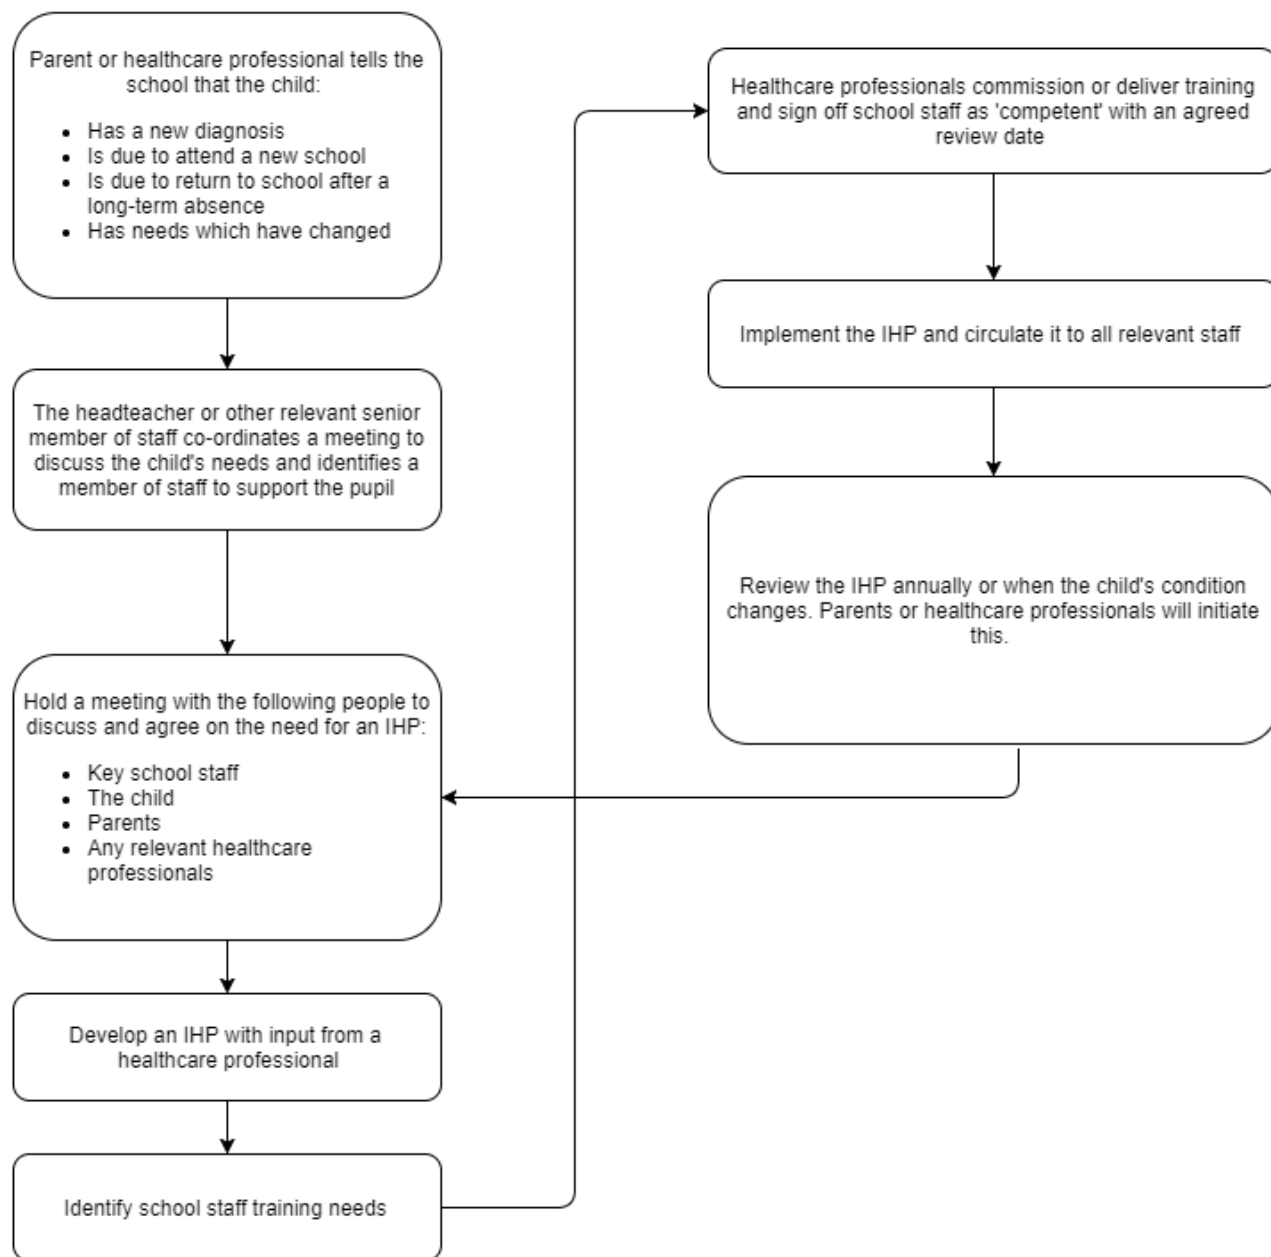 Parent or healthcare professional tells the
school that the child:
• Has a new diagnosis
• Is due to attend a new school
• Is due to return to school after a
long-term absence
• Has needs which have changed
The headteacher or other relevant senior
member of staff co-ordinates a meeting to
discuss the child's needs and identifies a
member of staff to support the pupil
Hold a meeting with the following people to
discuss and agree on the need for an IHP:
• Key school staff
• The child
• Parents
• Any relevant healthcare
professionals
Develop an IHP with input from a
healthcare professional
Identify school staff training needs
Healthcare professionals commission or deliver training
and sign off school staff as 'competent' with an agreed
review date
Implement the IHP and circulate it to all relevant staff
Review the IHP annually or when the child's condition
changes. Parents or healthcare professionals will initiate
this.